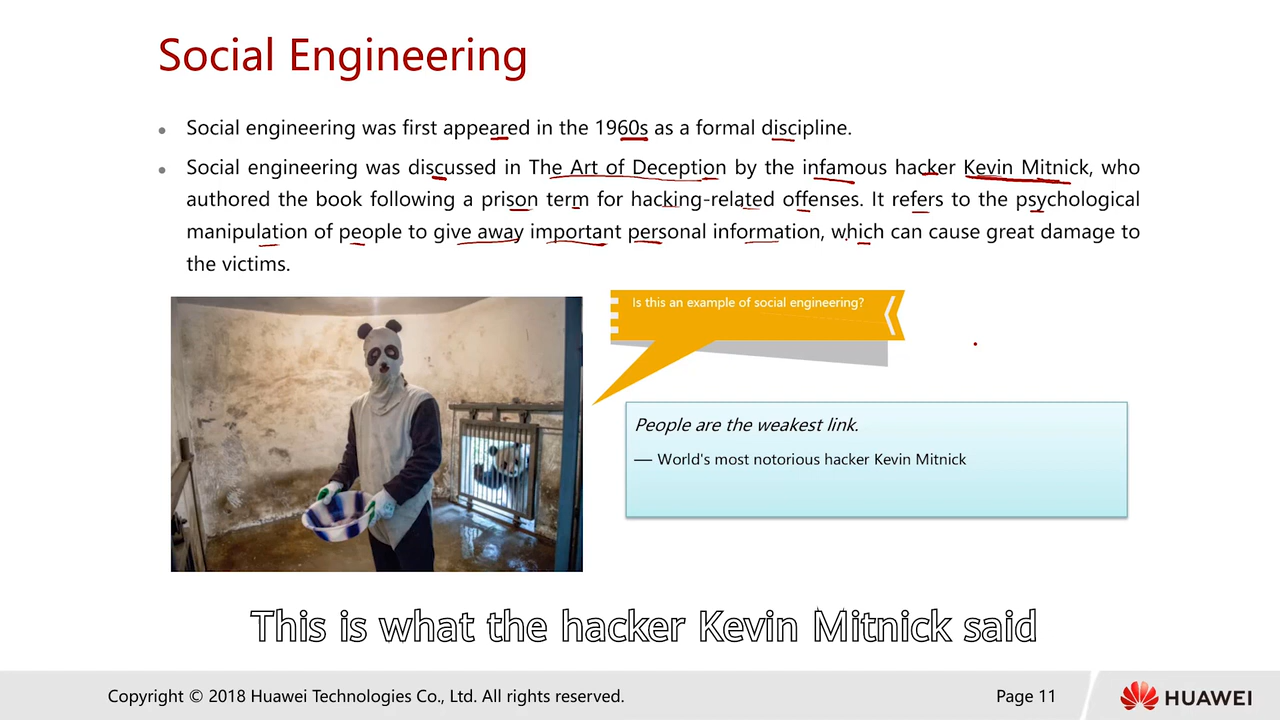 Social Engineering
• Social engineering was first appeared in the 1960s as a formal discipline.
• Social engineering was discussed in The Art of Deception by the infamous hacker Kevin Mitnick, who
authored the book following a prison term for hacking-related offenses. It refers to the psychological
manipulation of people to give away important personal information, which can cause great damage to
the victims.
Is this an example of social engineering?
People are the weakest link.
— World's most notorious hacker Kevin Mitnick
This is what the hacker Kevin Mitnick said
Copyright © 2018 Huawei Technologies Co., Ltd. All rights reserved.
Page 11
HUAWEI